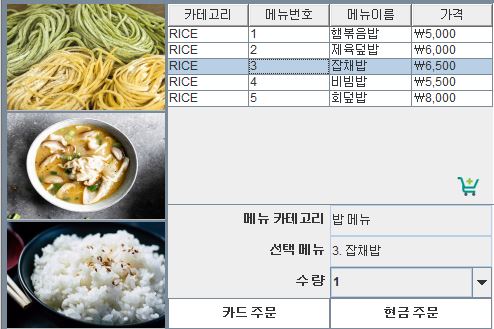 카테고리 메뉴번호 메뉴이름 가격
RICE 1 햄볶음밥 ₩5,000
RICE 2 제육덮밥 ₩6,000
RICE 3 잡채밥 ₩6,500
RICE 4 비빔밥 ₩5,500
RICE 5 회덮밥 ₩8,000
메뉴 카테고리 밥 메뉴
선택 메뉴 3. 잡채밥
수량 1
카드 주문 현금 주문